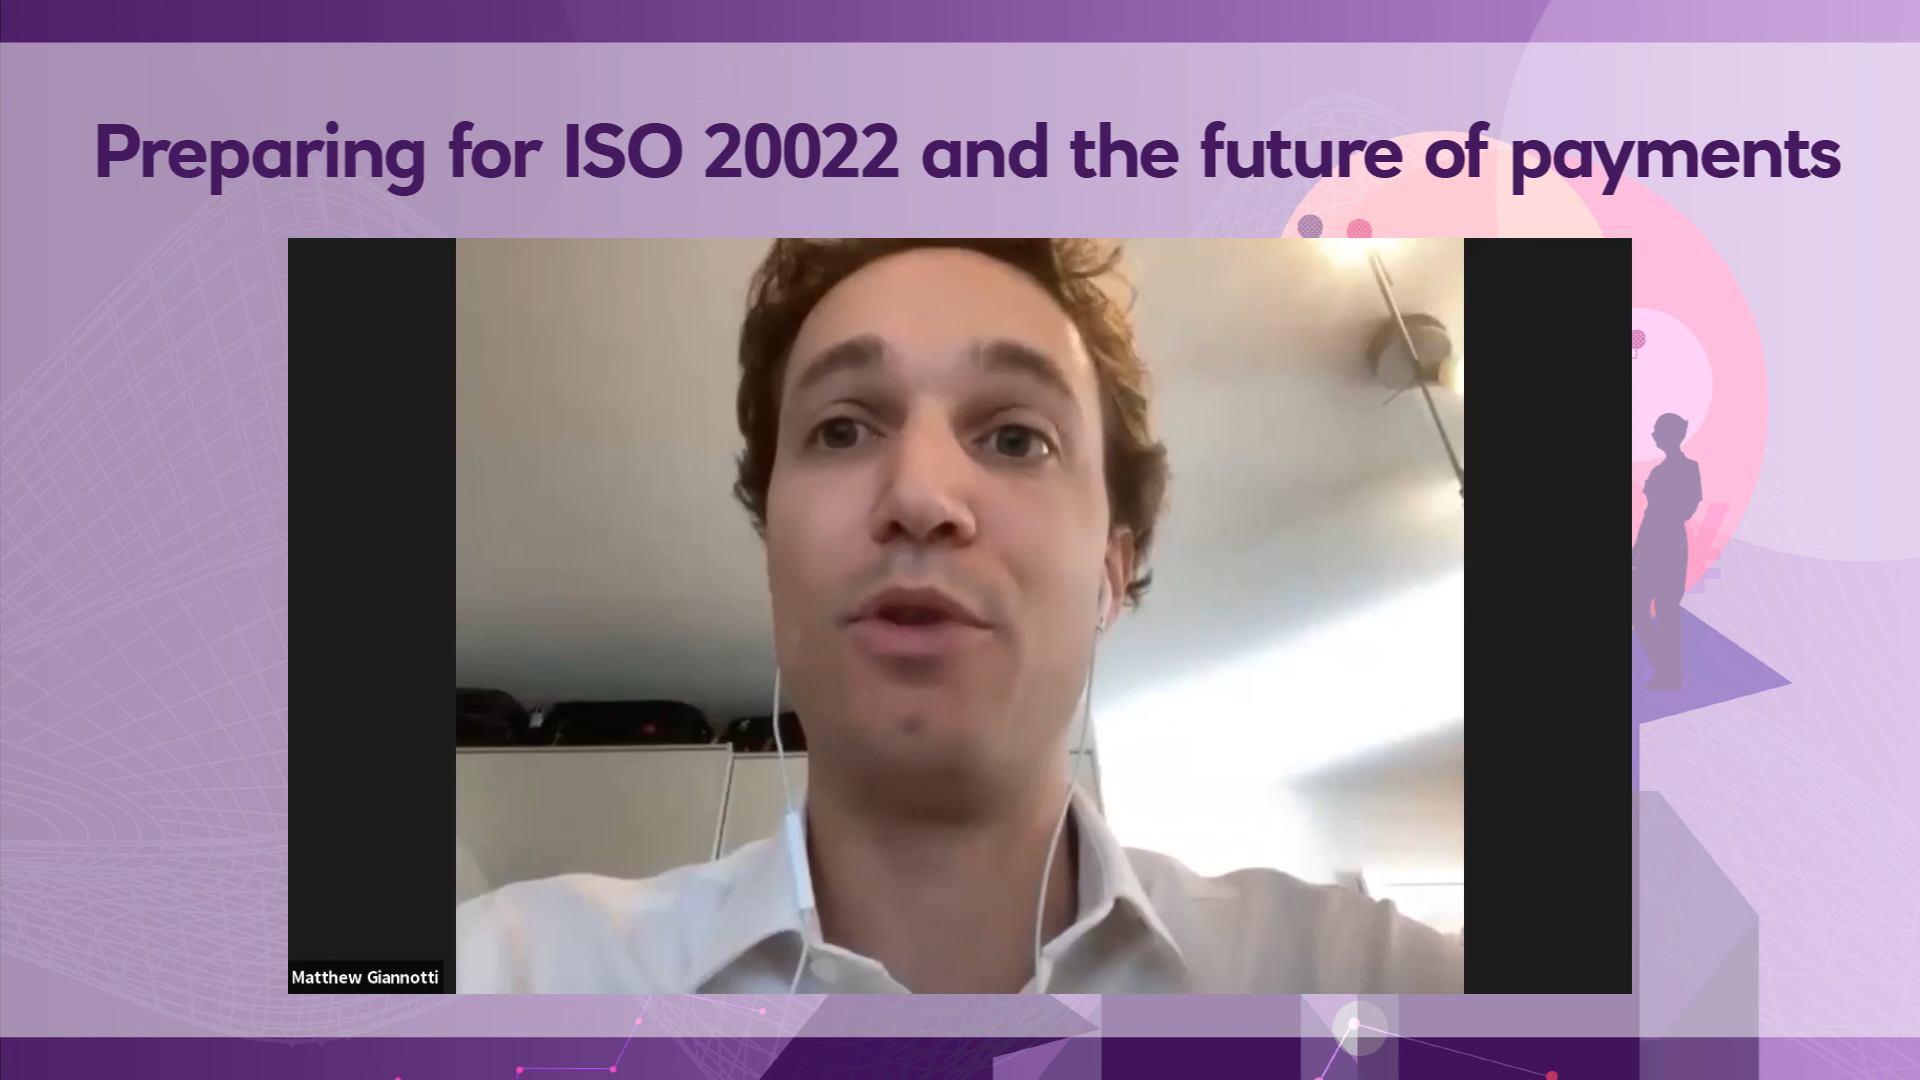 Preparing for ISO 20022 and the future of payments
Matthew Giannotti